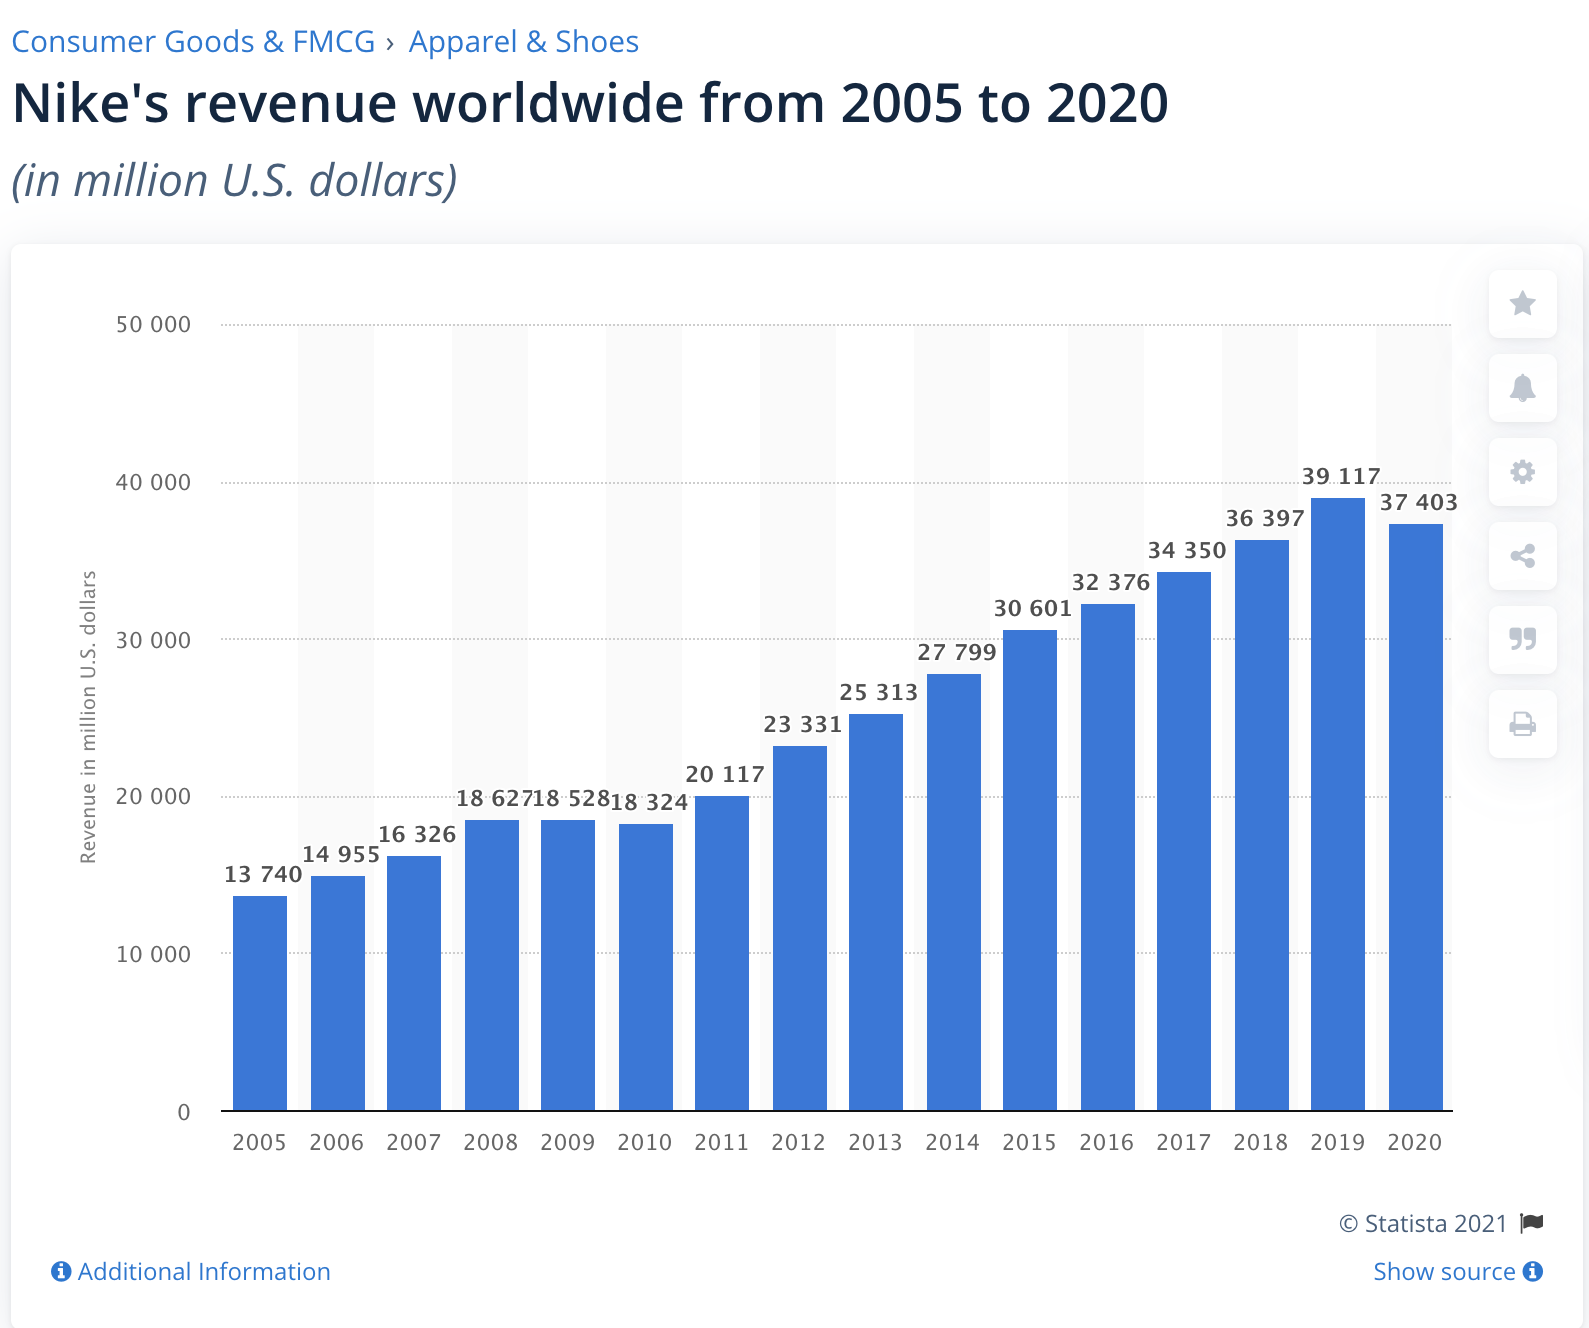 Consumer Goods & FMCG › Apparel & Shoes
Nike's revenue worldwide from 2005 to 2020
(in million U.S. dollars)
Revenue in million U.S. dollars
50 000
40 000
30 000
20 000
10 000
0
13 740
14 955
16 326
18 627
18 528
18 324
20 117
23 331
25 313
27 799
30 601
32 376
34 350
36 397
39 117
37 403
2005 2006 2007 2008 2009 2010 2011 2012 2013 2014 2015 2016 2017 2018 2019 2020
© Statista 2021
Additional Information
Show source